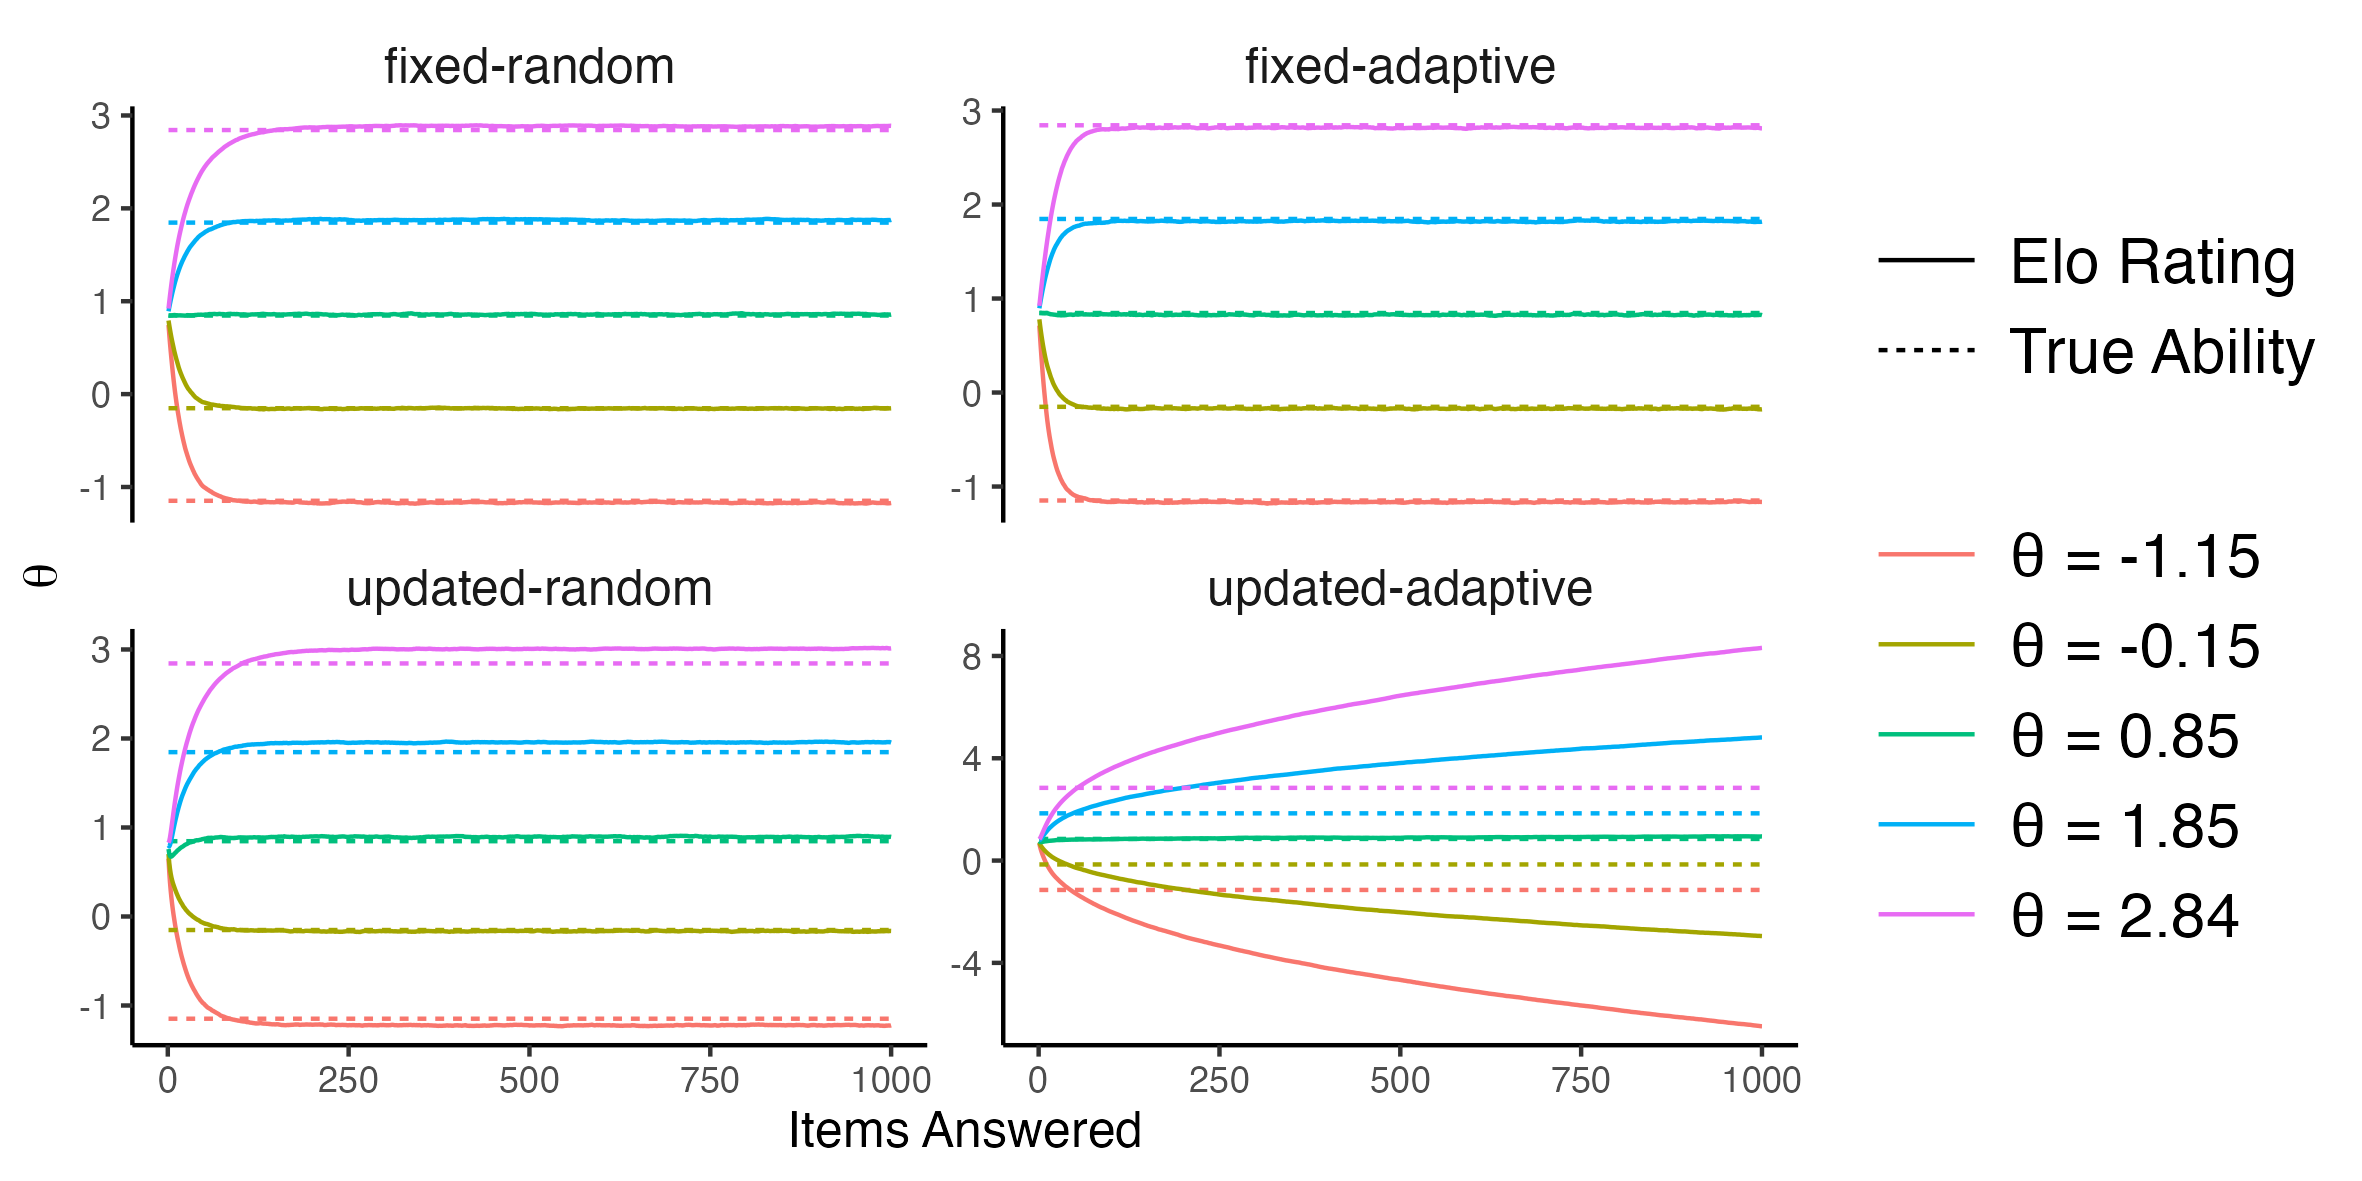 fixed-random
fixed-adaptive
3
2
1
0
-1
3
2
1
0
-1
θ
updated-random
updated-adaptive
3
2
1
0
-1
8
4
0
-4
0 250 500 750 1000
0 250 500 750 1000
Items Answered
Elo Rating
True Ability
θ = -1.15
θ = -0.15
θ = 0.85
θ = 1.85
θ = 2.84